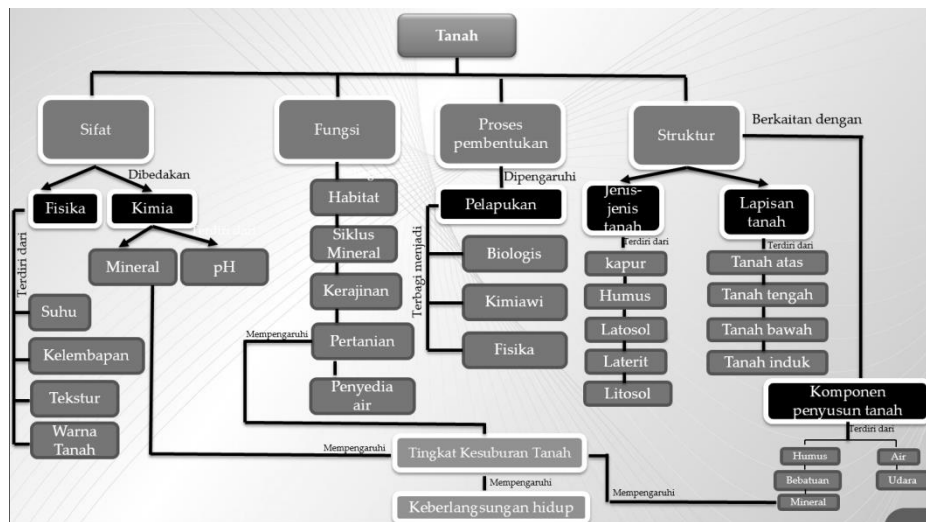 Tanah
Sifat
Fungsi
Proses
pembentukan
Struktur
Berkaitan dengan
Dibedakan
Dipengaruhi
Fisika
Kimia
Terdiri dari
Mineral
pH
Suhu
Kelembapan
Tekstur
Warna
Tanah
Habitat
Siklus
Mineral
Kerajinan
Pertanian
Penyedia
air
Mempengaruhi
Pelapukan
Terbagi menjadi
Biologis
Kimiawi
Fisika
Jenis-
jenis
tanah
Terdiri dari
kapur
Humus
Latosol
Laterit
Litosol
Lapisan
tanah
Terdiri dari
Tanah atas
Tanah tengah
Tanah bawah
Tanah induk
Komponen
penyusun tanah
Terdiri dari
Humus
Air
Bebatuan
Udara
Mineral
Mempengaruhi
Tingkat Kesuburan Tanah
Mempengaruhi
Mempengaruhi
Keberlangsungan hidup